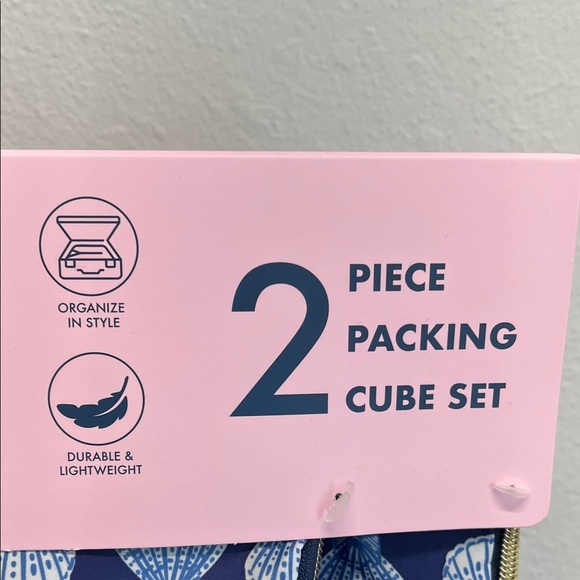 ORGANIZE
IN STYLE
DURABLE &
LIGHTWEIGHT
2
PIECE
PACKING
CUBE SET